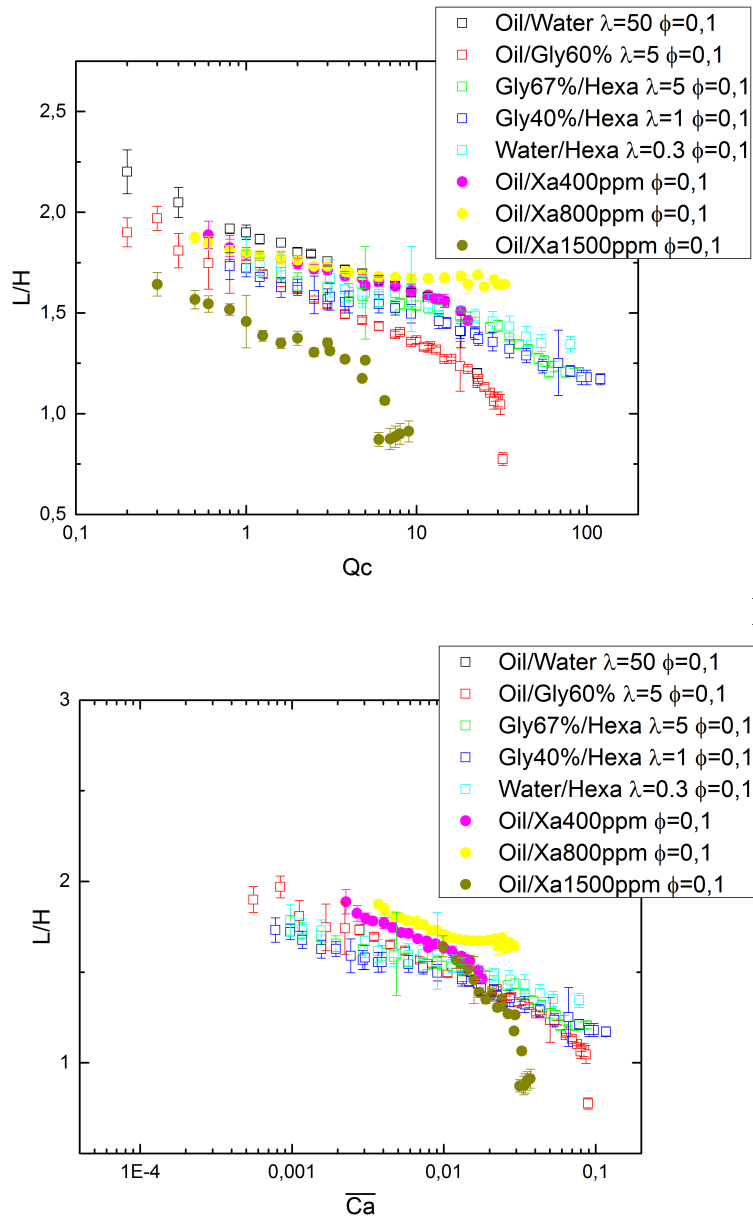 Oil/Water λ=50 ϕ=0,1
Oil/Gly60% λ=5 ϕ=0,1
Gly67%/Hexa λ=5 ϕ=0,1
Gly40%/Hexa λ=1 ϕ=0,1
Water/Hexa λ=0.3 ϕ=0,1
Oil/Xa400ppm ϕ=0,1
Oil/Xa800ppm ϕ=0,1
Oil/Xa1500ppm ϕ=0,1
2,5
2,0
1,5
1,0
0,5
L/H
0,1
1
10
100
Qc
Oil/Water λ=50 ϕ=0,1
Oil/Gly60% λ=5 ϕ=0,1
Gly67%/Hexa λ=5 ϕ=0,1
Gly40%/Hexa λ=1 ϕ=0,1
Water/Hexa λ=0.3 ϕ=0,1
Oil/Xa400ppm ϕ=0,1
Oil/Xa800ppm ϕ=0,1
Oil/Xa1500ppm ϕ=0,1
3
2
1
L/H
1E-4
0,001
0,01
0,1
C̅a̅